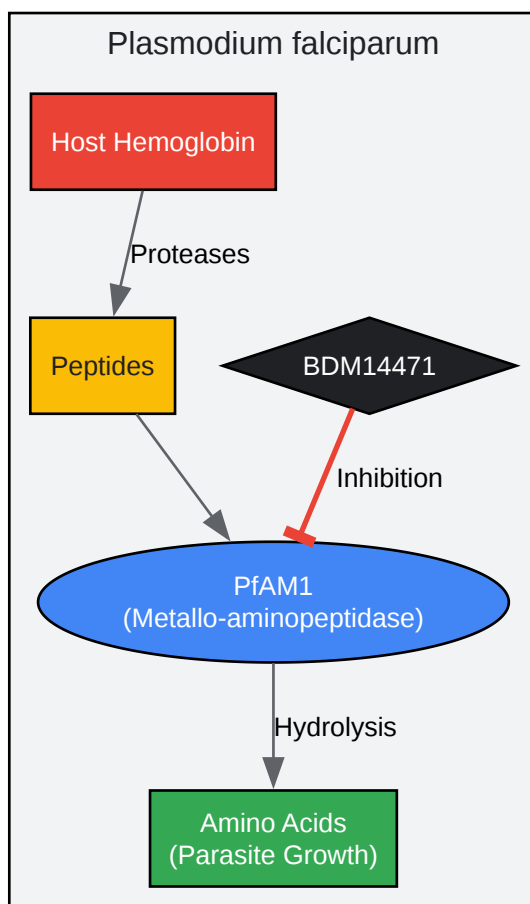 Plasmodium falciparum
Host Hemoglobin
Proteases
Peptides
BDM14471
Inhibition
PfAM1
(Metallo-aminopeptidase)
Hydrolysis
Amino Acids
(Parasite Growth)